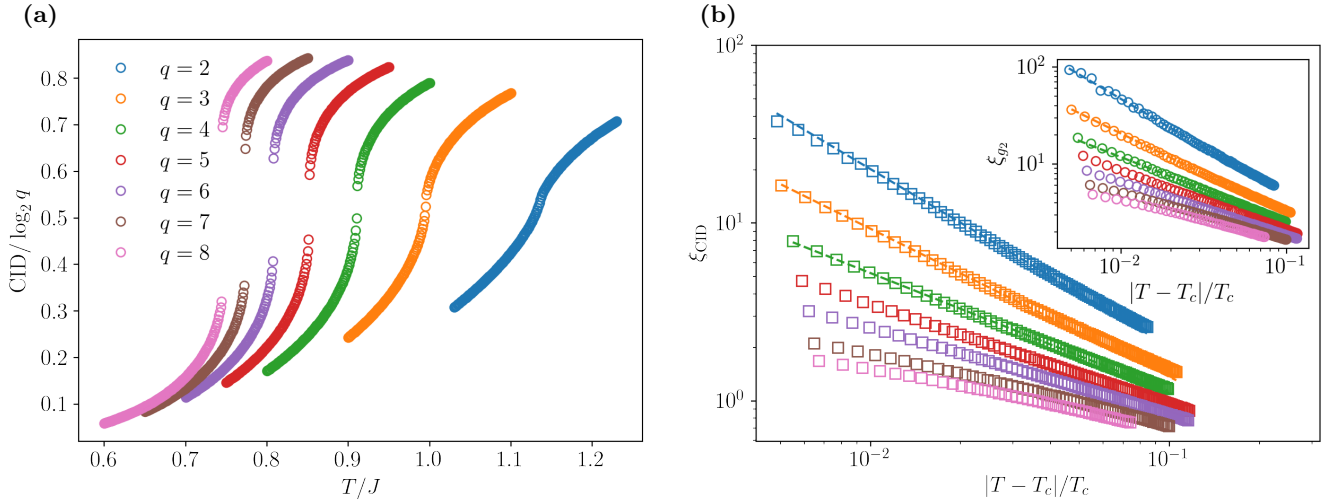 (a)
CID/ log₂ q
0.8
0.7
0.6
0.5
0.4
0.3
0.2
0.1
q = 2
q = 3
q = 4
q = 5
q = 6
q = 7
q = 8
0.6 0.7 0.8 0.9 1.0 1.1 1.2
T/J
(b)
ξ_CID
10²
10¹
10⁰
10⁻² 10⁻¹
|T − T_c|/T_c
ξ_g₂
10²
10¹
10⁻² 10⁻¹
|T − T_c|/T_c